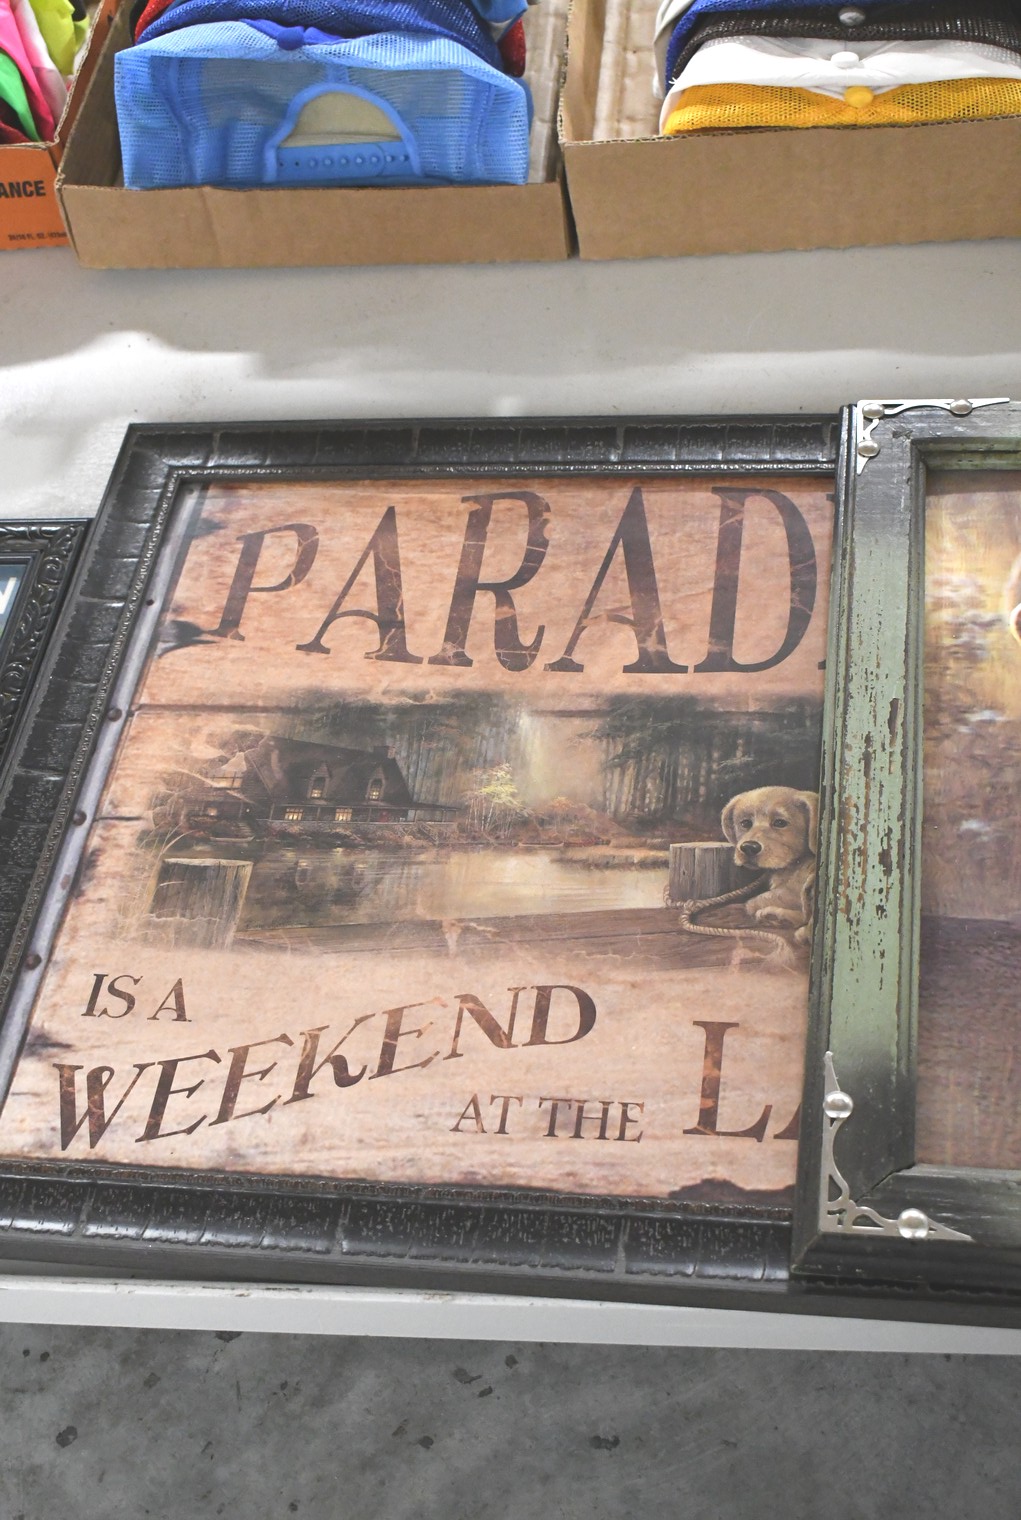 ANCE
PARAD
IS A
WEEKEND
AT THE L